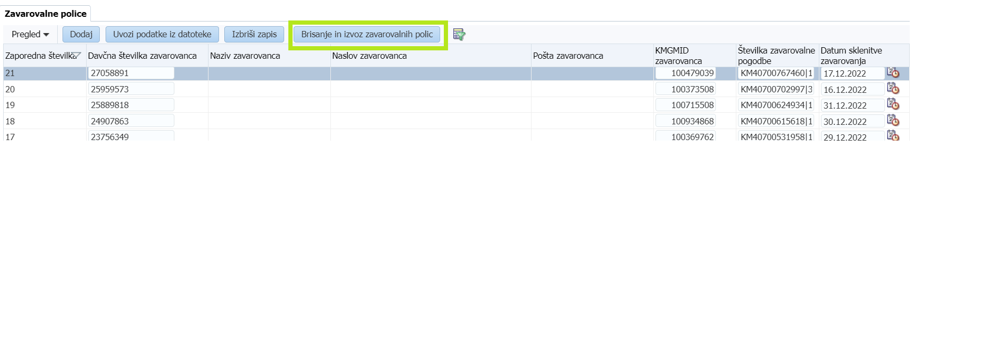 Zavarovalne police
Pregled Dodaj Uvozi podatke iz datoteke Izbriši zapis Brisanje in izvoz zavarovalnih polic
Zaporedna številka Davčna številka zavarovanca Naziv zavarovanca Naslov zavarovanca Pošta zavarovanca KMGMID zavarovanca Številka zavarovalne pogodbe Datum sklenitve zavarovanja
21 27058891 100479039 KM40700767460|1 17.12.2022
20 25959573 100373508 KM40700702997|3 16.12.2022
19 25889818 100715508 KM40700624934|1 31.12.2022
18 24907863 100934868 KM40700615618|1 30.12.2022
17 23756349 100369762 KM40700531958|1 29.12.2022